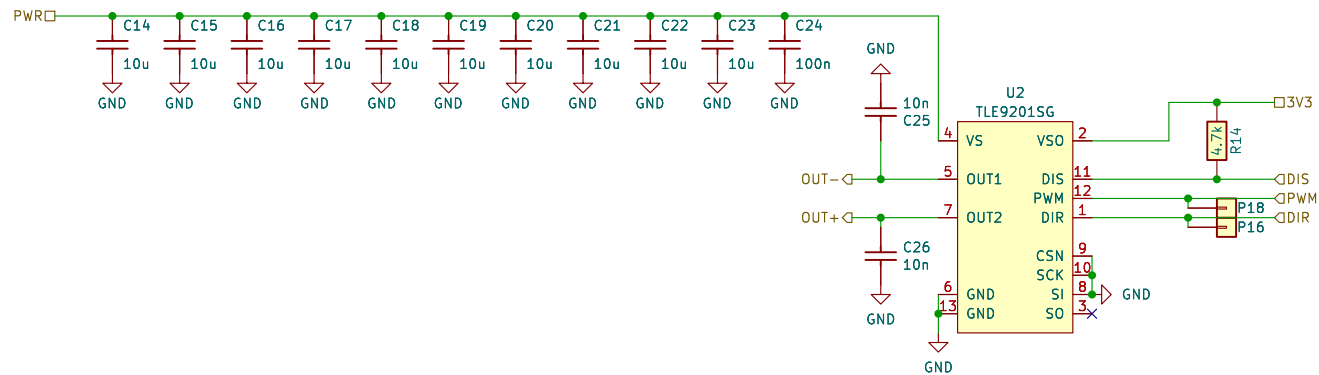 PWR
C14 C15 C16 C17 C18 C19 C20 C21 C22 C23 C24
10u 10u 10u 10u 10u 10u 10u 10u 10u 10u 100n
GND GND GND GND GND GND GND GND GND GND GND
GND
10n
C25
U2
TLE9201SG
4 VS VSO 2
3V3
4.7k
R14
OUT- 5 OUT1 DIS 11 DIS
PWM 12 PWM
P18
OUT+ 7 OUT2 DIR 1 DIR
P16
C26
10n
GND
CSN 9
SCK 10
6 GND SI 8 GND
13 GND SO 3
GND